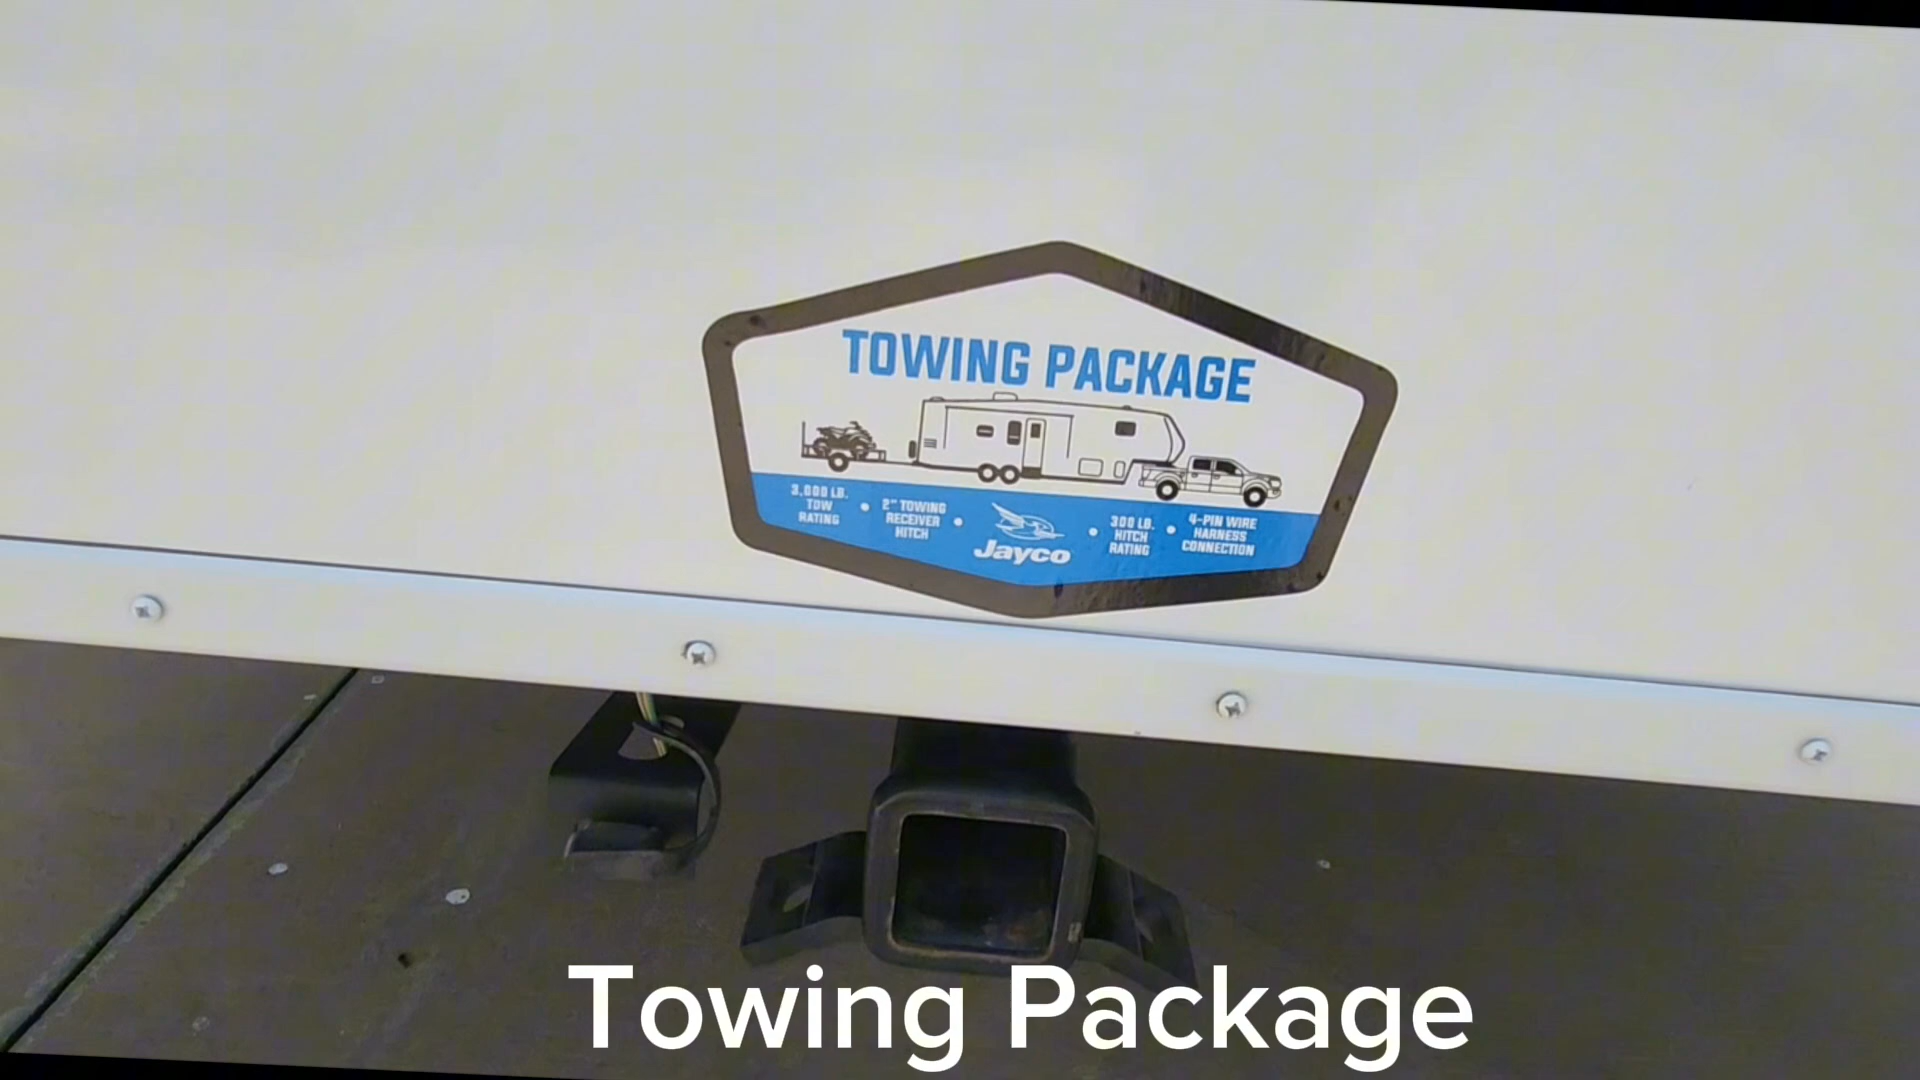 TOWING PACKAGE
3,000 LB.
TOW
RATING
2" TOWING
RECEIVER
HITCH
Jayco
300 LB.
HITCH
RATING
4-PIN WIRE
HARNESS
CONNECTION
Towing Package